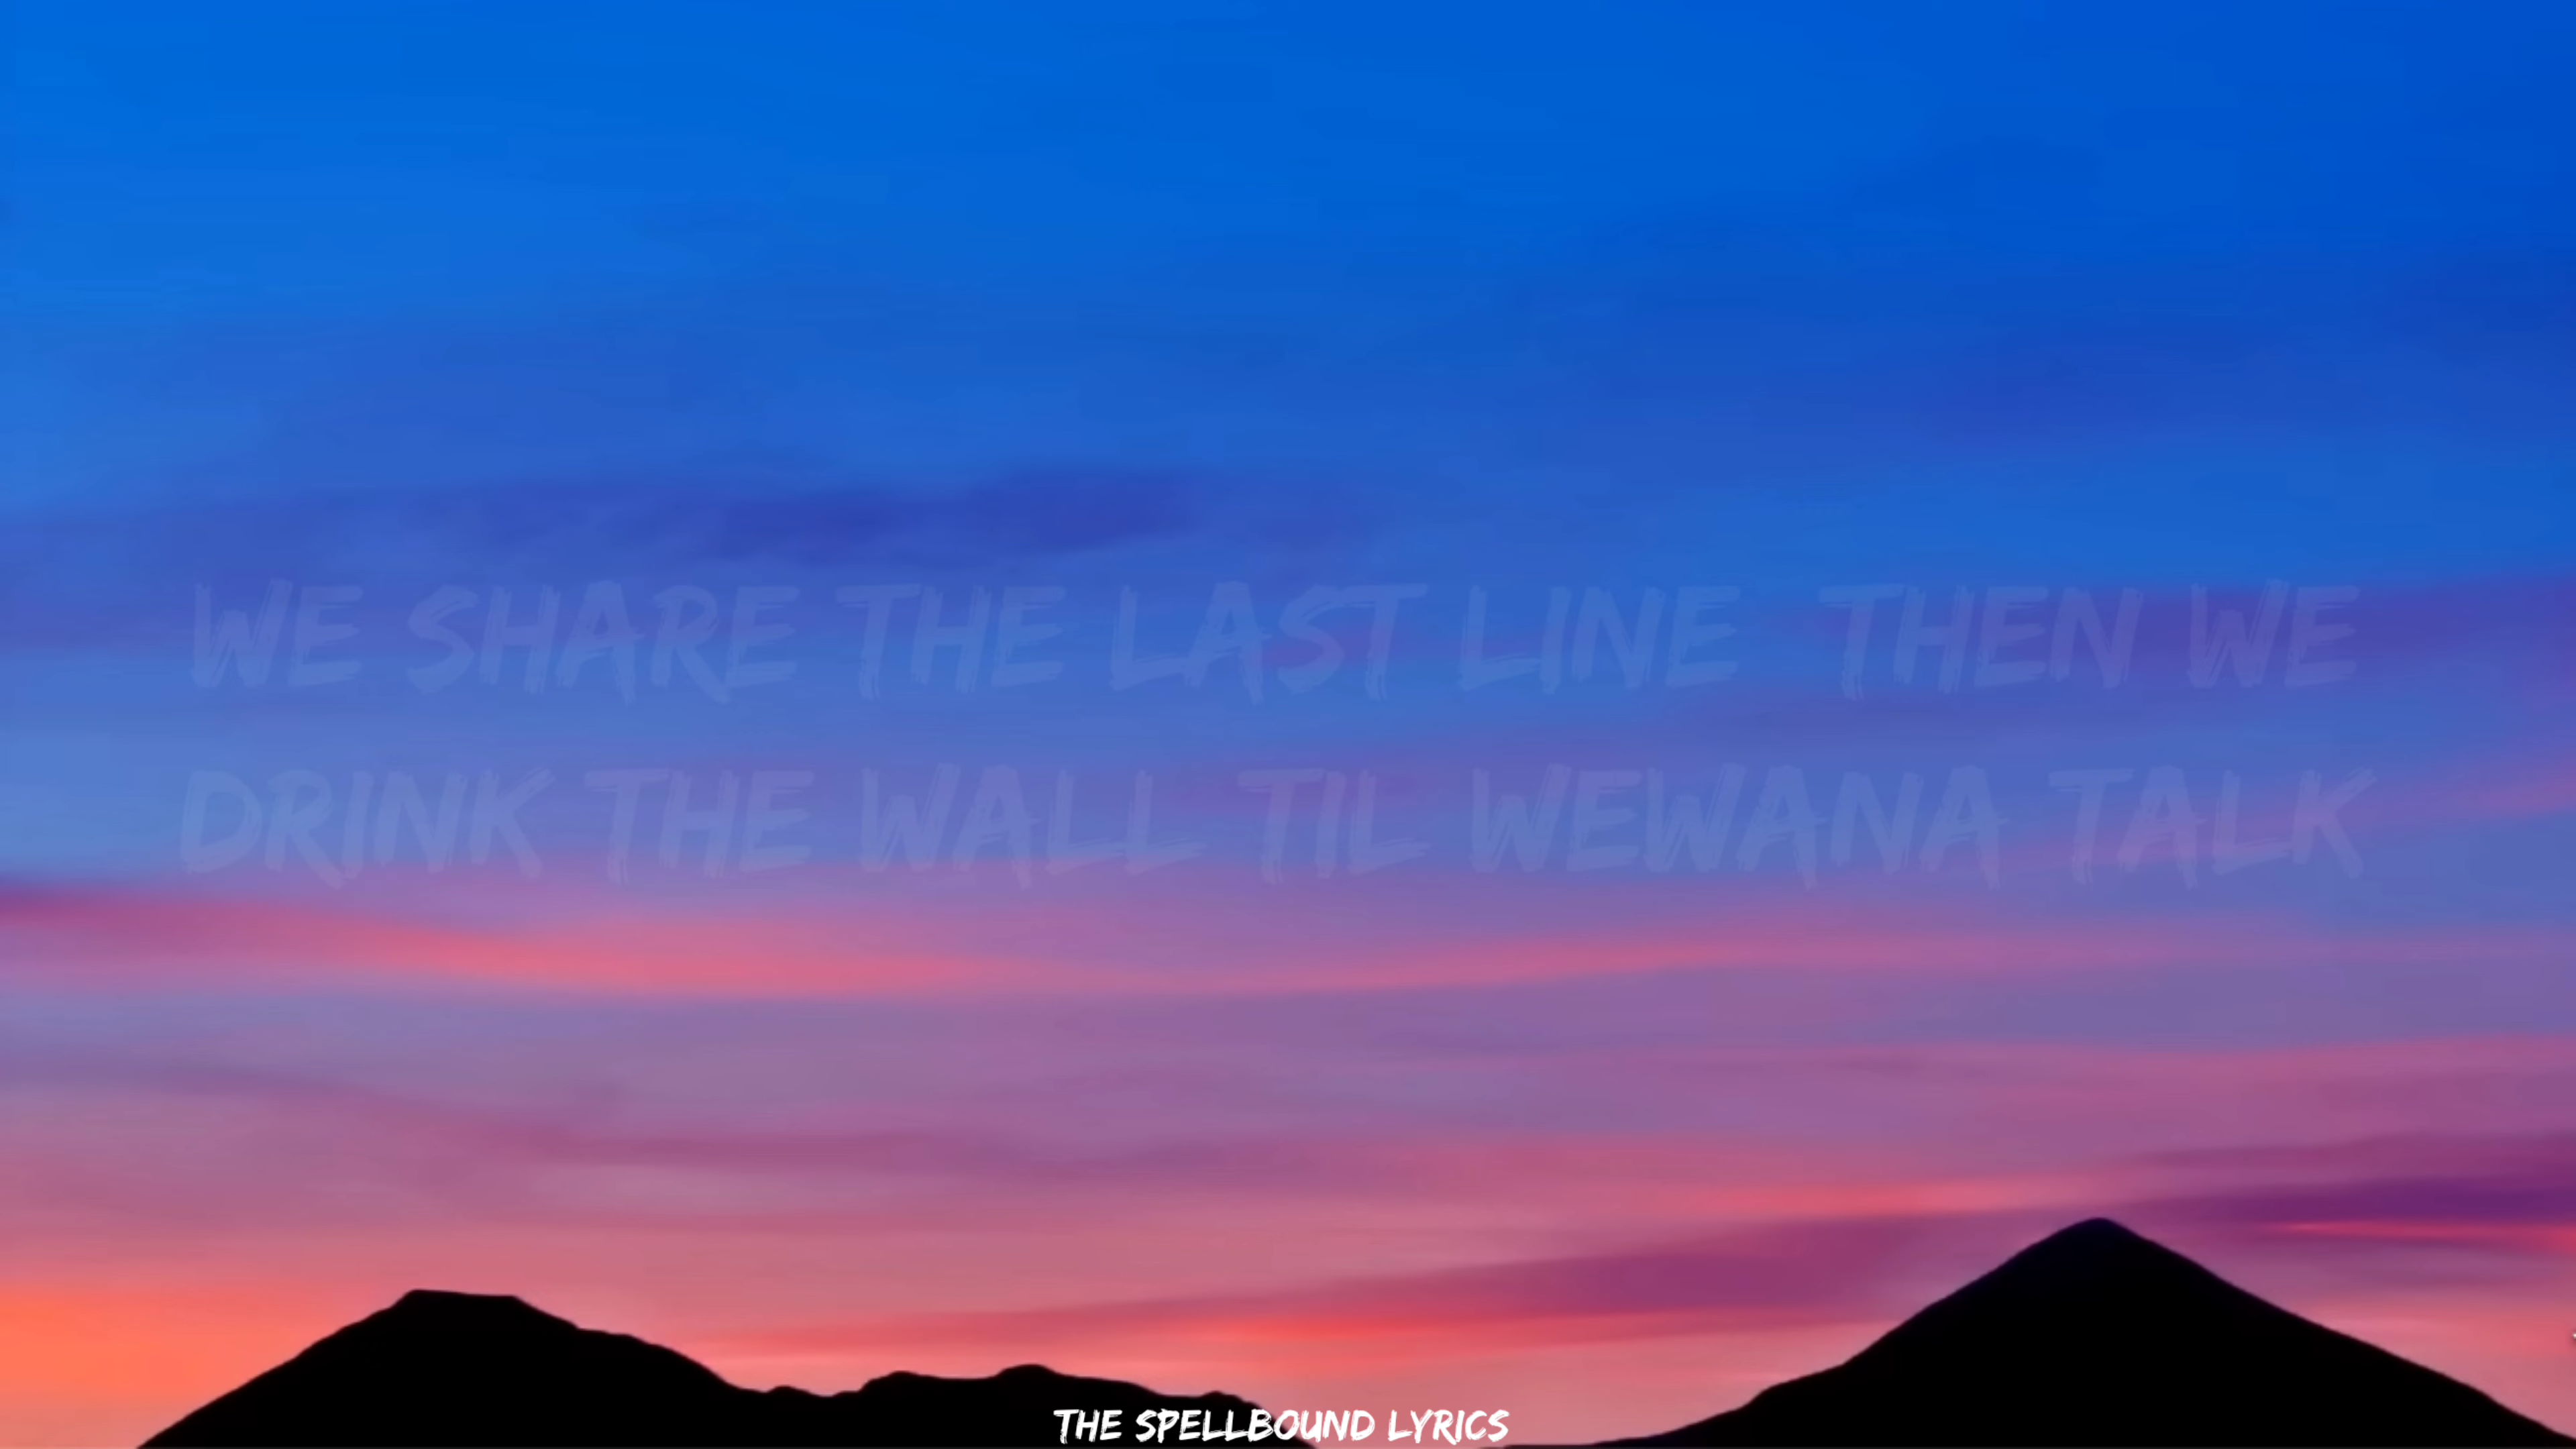 WE SHARE THE LAST LINE THEN WE
DRINK THE WALL TIL WEWANA TALK
THE SPELLBOUND LYRICS